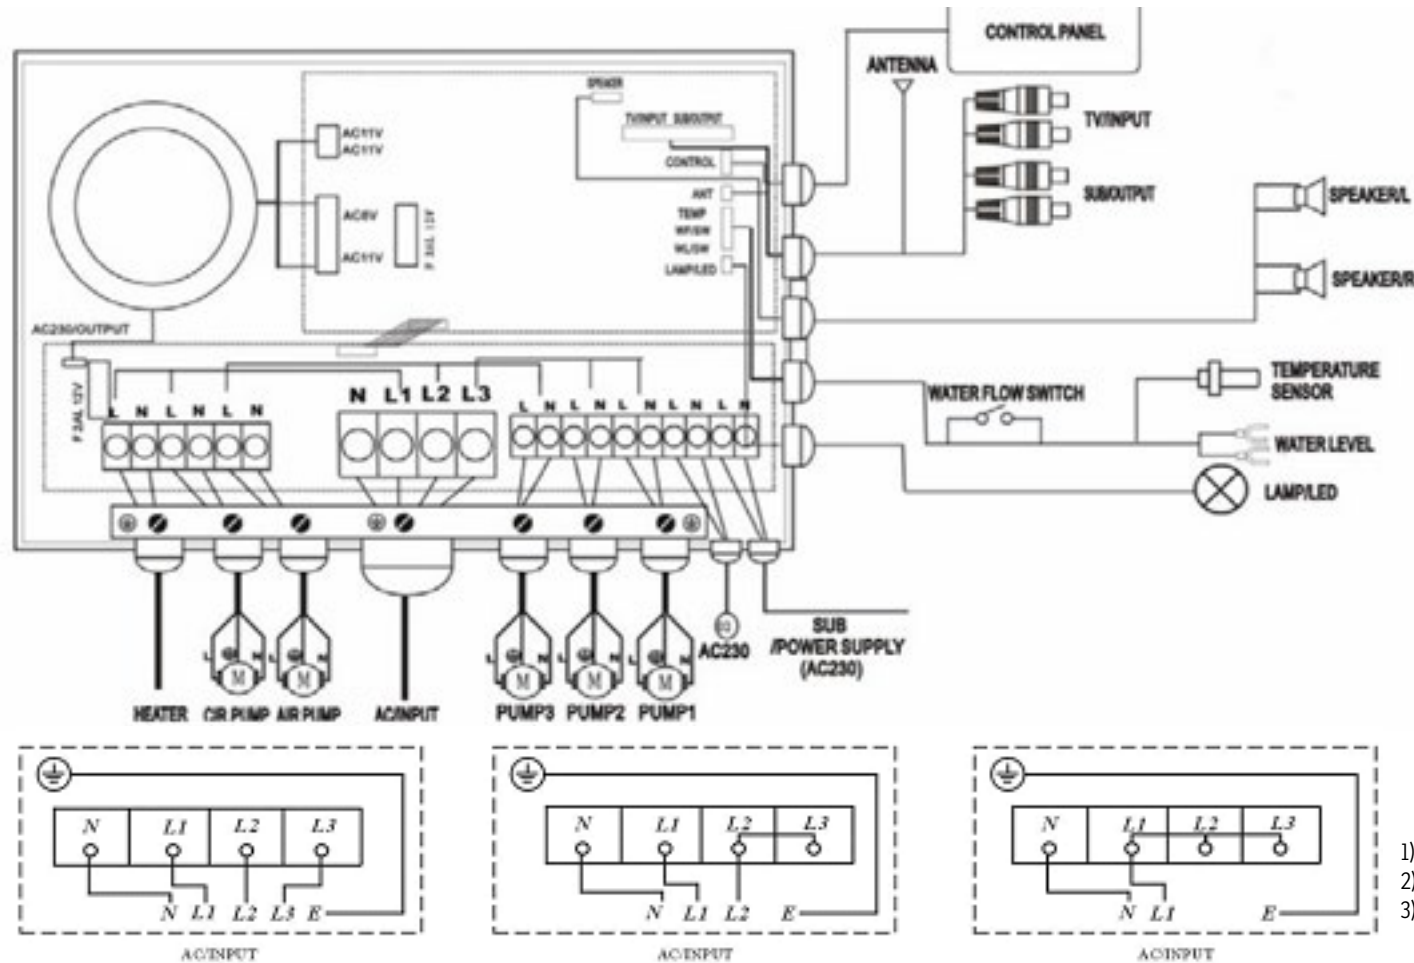 CONTROL PANEL
ANTENNA
TV/INPUT
SUB/OUTPUT
SPEAKER/L
SPEAKER/R
TEMPERATURE
SENSOR
WATER FLOW SWITCH
WATER LEVEL
LAMP/LED
SPEAKER
TV/INPUT SUB/OUTPUT
CONTROL
ANT
TEMP
WF/SW
WL/SW
LAMP/LED
AC11V
AC11V
AC11V
AC230/OUTPUT
N L1 L2 L3
L N L N L N
L N L N L N L N L N
L N L N
L N L N L N
M M M M M
HEATER CIR PUMP AIR PUMP AC/INPUT PUMP3 PUMP2 PUMP1
AC230
SUB
/POWER SUPPLY
(AC230)
N L1 L2 L3
N L1 L2 L3 E
AC/INPUT
N L1 L2 L3
N L1 L2 E
AC/INPUT
N L1 L2 L3
N L1 E
AC/INPUT
1)
2)
3)